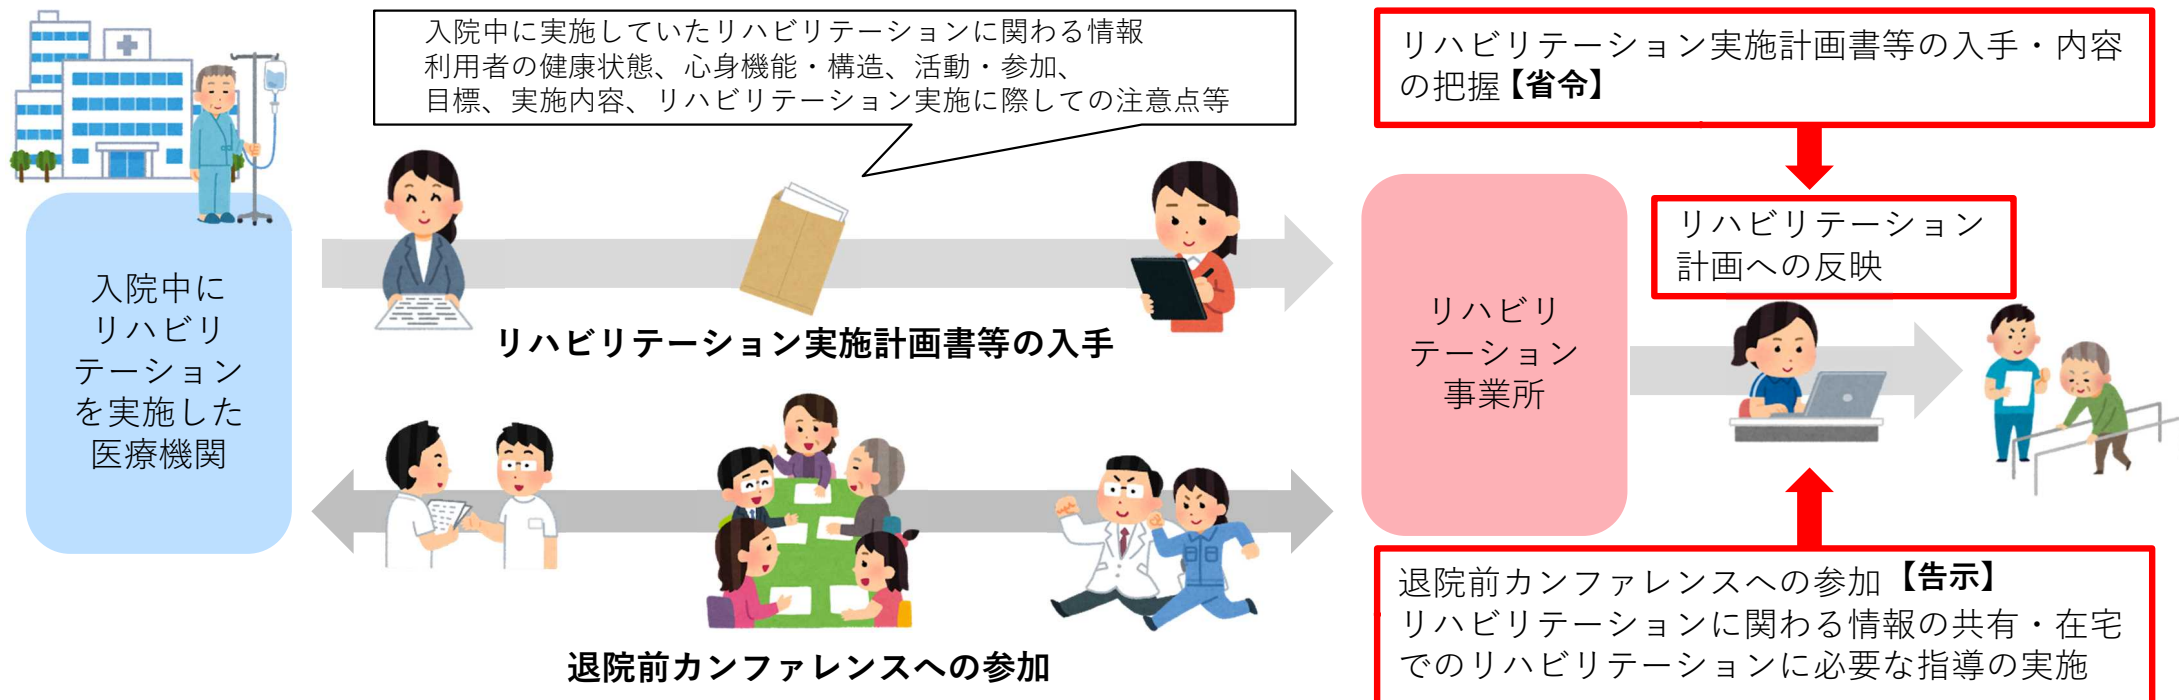 入院中に実施していたリハビリテーションに関わる情報
利用者の健康状態、心身機能・構造、活動・参加、
目標、実施内容、リハビリテーション実施に際しての注意点等
リハビリテーション実施計画書等の入手・内容
の把握【省令】
リハビリテーション
計画への反映
入院中に
リハビリ
テーション
を実施した
医療機関
リハビリテーション実施計画書等の入手
リハビリ
テーション
事業所
退院前カンファレンスへの参加
退院前カンファレンスへの参加【告示】
リハビリテーションに関わる情報の共有・在宅
でのリハビリテーションに必要な指導の実施